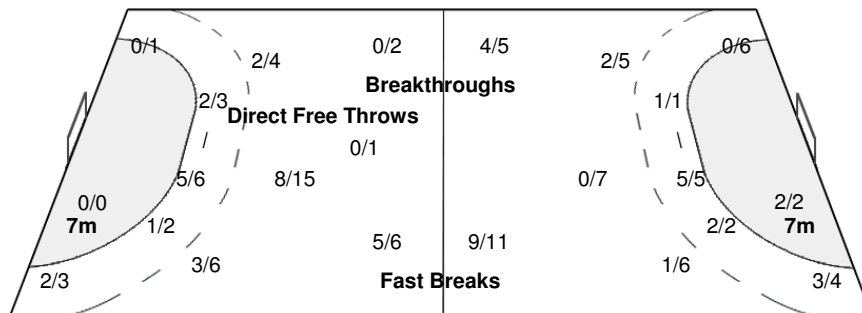 0/1 0/2 4/5 0/6
2/4 2/5
Breakthroughs
2/3 1/1
Direct Free Throws
0/1
5/6 8/15 0/7 5/5
0/0 2/2
7m 1/2 2/2 7m
5/6 9/11
3/6 1/6
2/3 Fast Breaks 3/4